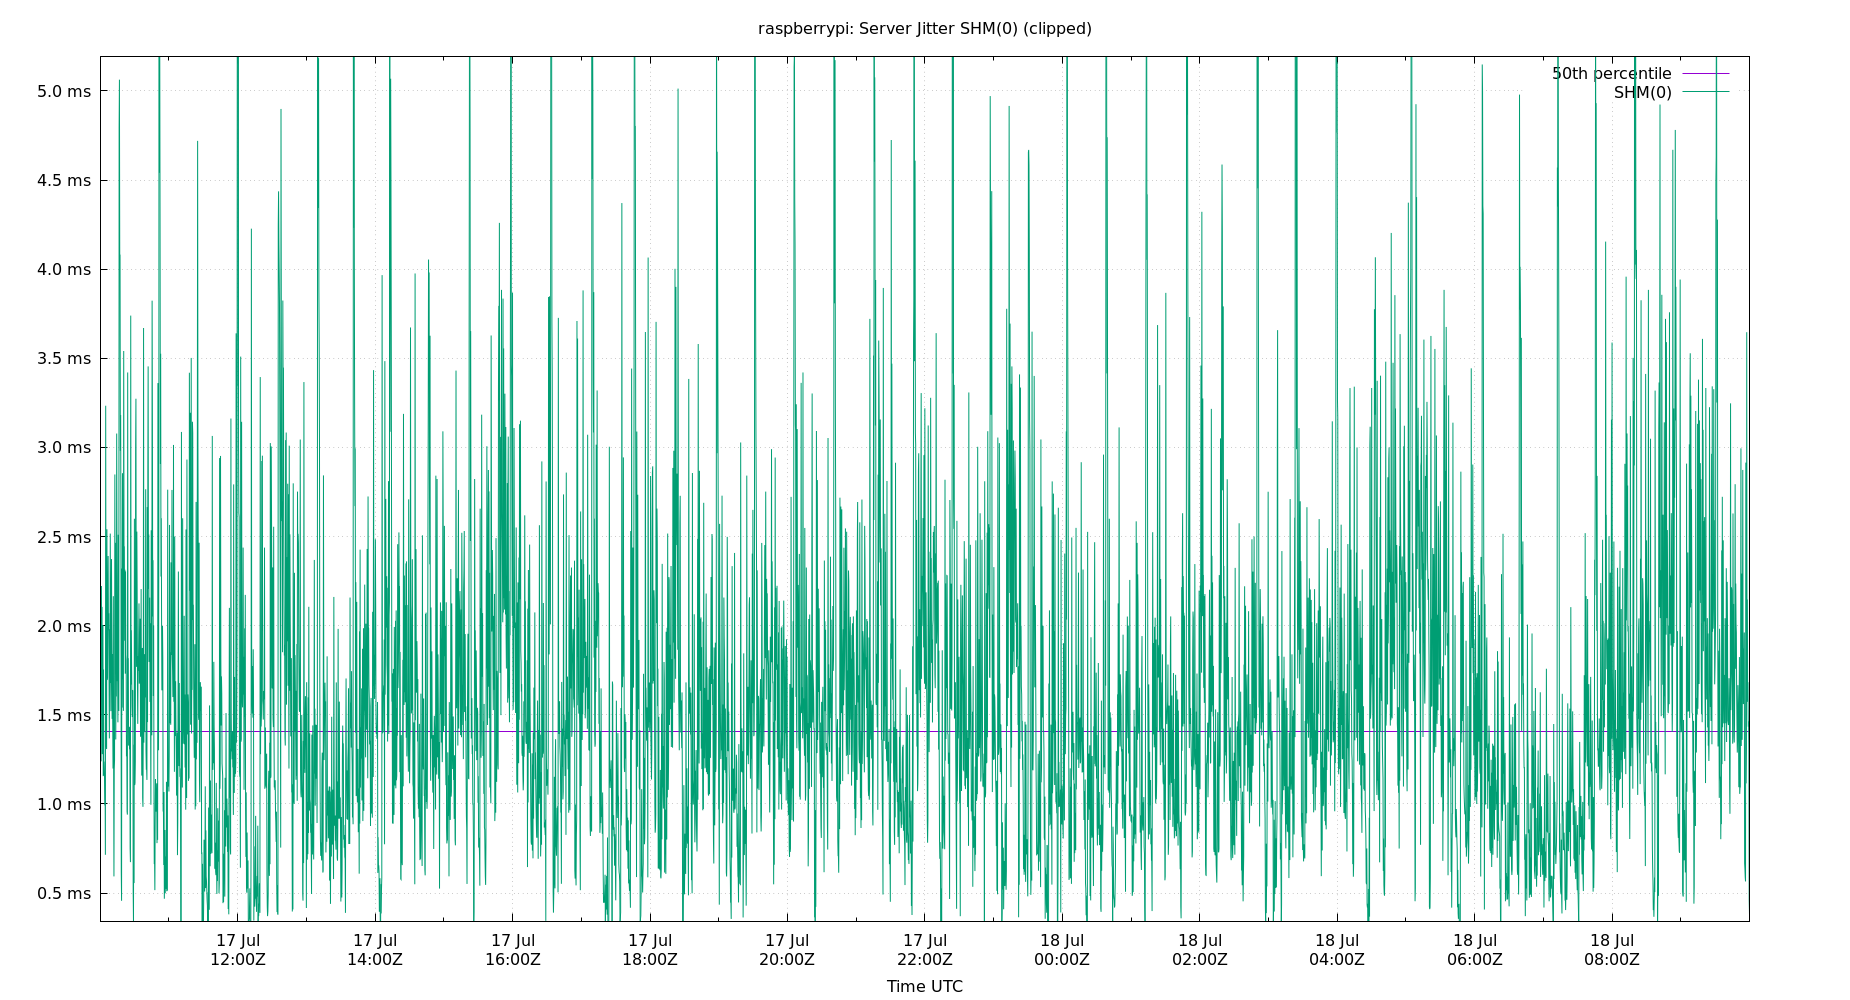 raspberrypi: Server Jitter SHM(0) (clipped)
50th percentile
SHM(0)
5.0 ms
4.5 ms
4.0 ms
3.5 ms
3.0 ms
2.5 ms
2.0 ms
1.5 ms
1.0 ms
0.5 ms
17 Jul 17 Jul 17 Jul 17 Jul 17 Jul 17 Jul 18 Jul 18 Jul 18 Jul 18 Jul 18 Jul
12:00Z 14:00Z 16:00Z 18:00Z 20:00Z 22:00Z 00:00Z 02:00Z 04:00Z 06:00Z 08:00Z
Time UTC